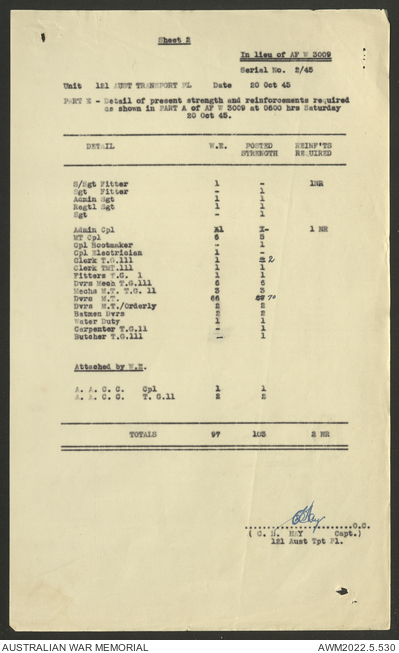 Sheet 2
In lieu of AF W 3009
Serial No. 2/45
Unit 121 AUST TRANSPORT PL Date 20 Oct 45
PART E - Detail of present strength and reinforcements required
as shown in PART A of AF W 3009 at 0600 hrs Saturday
20 Oct 45.
DETAIL W.E. POSTED STRENGTH REINF'TS REQUIRED
S/Sgt Fitter 1 - 1NR
Sgt Fitter - 1
Admin Sgt 1 1
Regtl Sgt 1 1
Sgt - 1
Admin Cpl 1 - 1 NR
MT Cpl 6 5
Cpl Bootmaker - 1
Cpl Electrician 1 -
Clerk T.G.111 1 2
Clerk TMT.111 1 1
Fitters T.G. 1 1 1
Dvrs Mech T.G.111 6 6
Mechs M.T. T.G. 11 3 3
Dvrs M.T. 66 70
Dvrs M.T./Orderly 2 2
Batmen Dvrs 2 2
Water Duty 1 1
Carpenter T.G.11 - 1
Butcher T.G.111 - 1
Attached by W.E.
A. A. C. C. Cpl 1 1
A. A. C. C. T. G.11 2 2
TOTALS 97 103 2 NR
O.C.
( C. H. HAY Capt.)
121 Aust Tpt Pl.
AUSTRALIAN WAR MEMORIAL
AWM2022.5.530